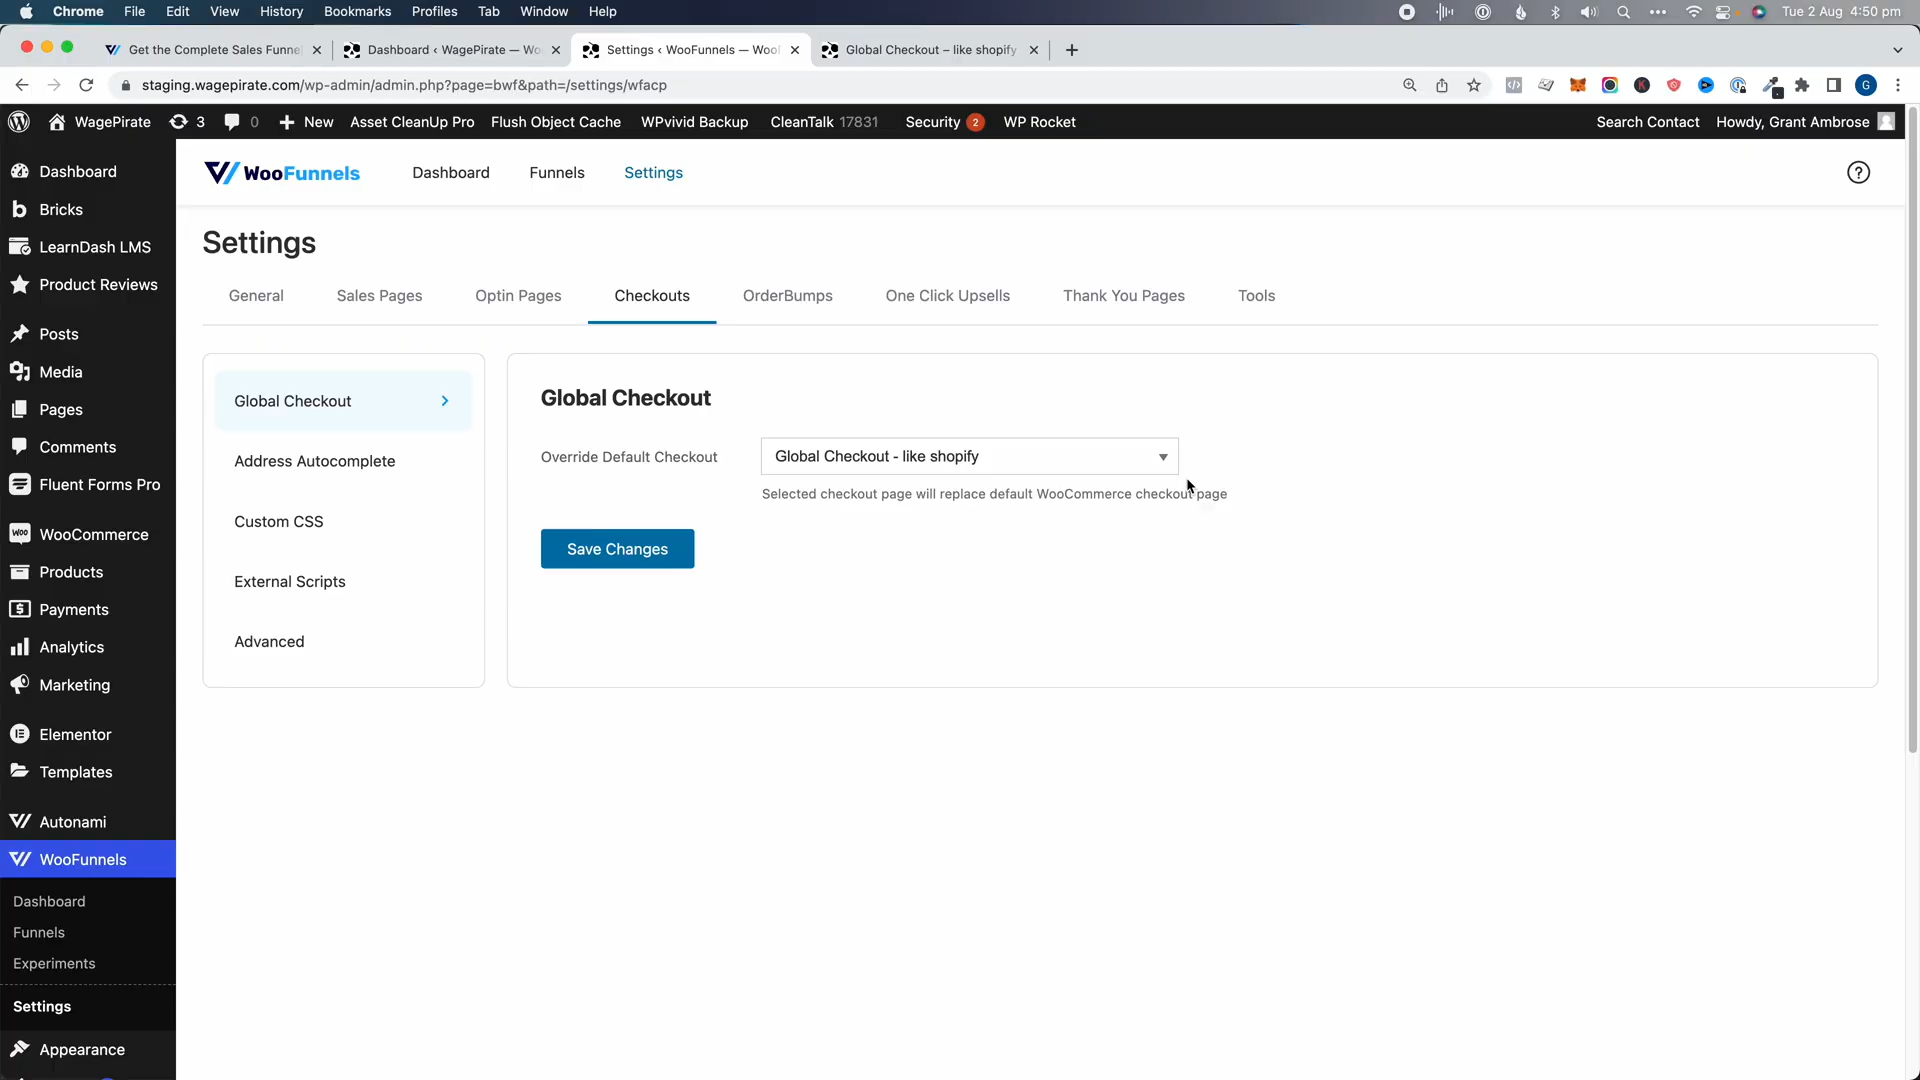 Chrome File Edit View History Bookmarks Profiles Tab Window Help Tue 2 Aug 4:50 pm
Get the Complete Sales Funne Dashboard ‹ WagePirate — Wo Settings ‹ WooFunnels — Woo Global Checkout – like shopify
staging.wagepirate.com/wp-admin/admin.php?page=bwf&path=/settings/wfacp G
WagePirate 3 0 New Asset CleanUp Pro Flush Object Cache WPvivid Backup CleanTalk 17831 Security 2 WP Rocket Search Contact Howdy, Grant Ambrose
Dashboard
Bricks
LearnDash LMS
Product Reviews
Posts
Media
Pages
Comments
Fluent Forms Pro
WooCommerce
Products
Payments
Analytics
Marketing
Elementor
Templates
Autonami
WooFunnels
Dashboard
Funnels
Experiments
Settings
Appearance
WooFunnels Dashboard Funnels Settings ?
Settings
General Sales Pages Optin Pages Checkouts OrderBumps One Click Upsells Thank You Pages Tools
Global Checkout
Address Autocomplete
Custom CSS
External Scripts
Advanced
Global Checkout
Override Default Checkout Global Checkout - like shopify
Selected checkout page will replace default WooCommerce checkout page
Save Changes